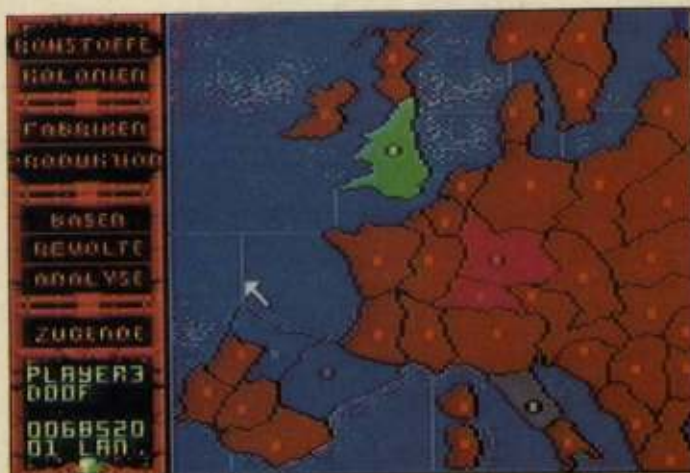 ROHSTOFFE
KOLONIEN
FABRIKEN
PRODUKTION
BASEN
REVOLTE
ANALYSE
ZUGENDE
PLAYER3
DOOF
0068520
01 LAN.